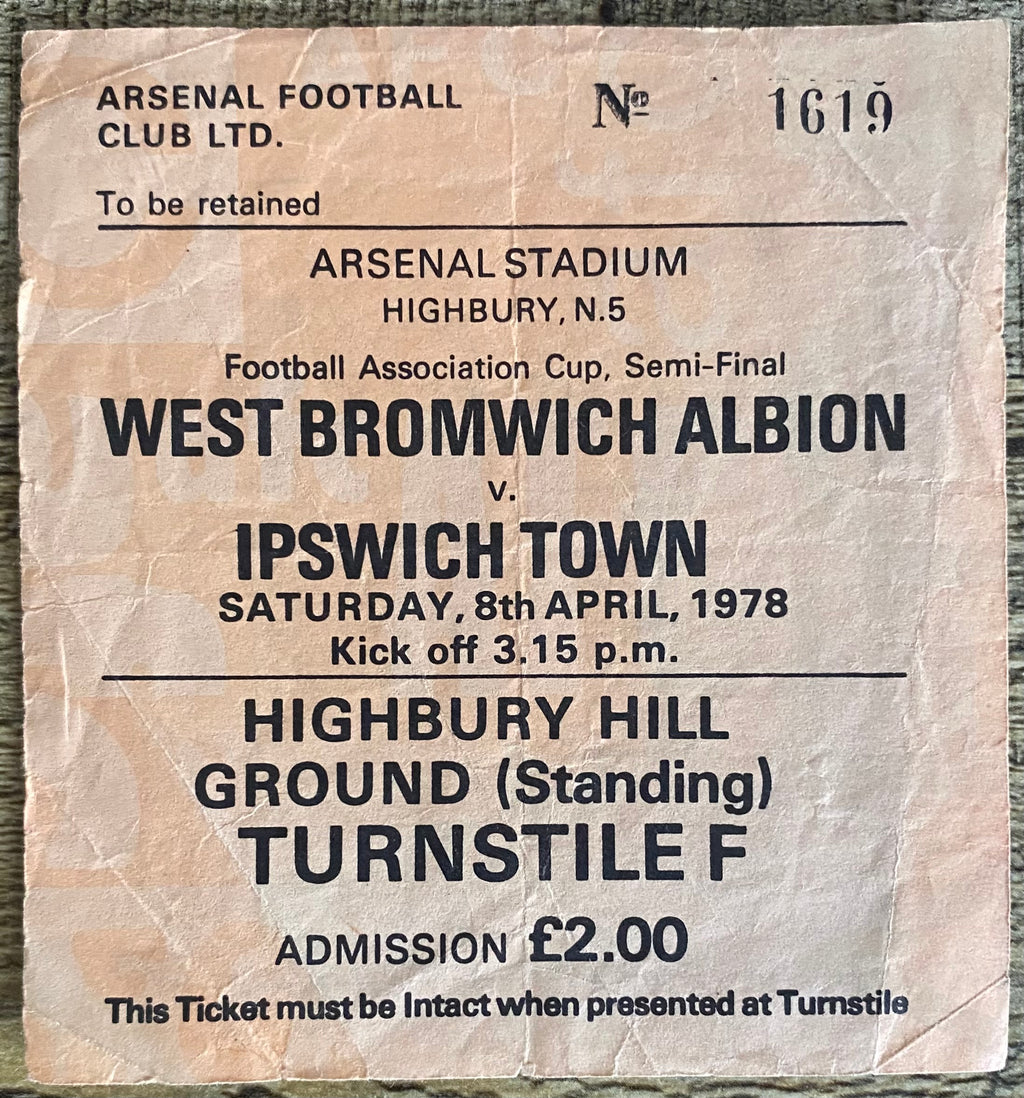 ARSENAL FOOTBALL Nº 1619
CLUB LTD.
To be retained
ARSENAL STADIUM
HIGHBURY, N.5
Football Association Cup, Semi-Final
WEST BROMWICH ALBION
v.
IPSWICH TOWN
SATURDAY, 8th APRIL, 1978
Kick off 3.15 p.m.
HIGHBURY HILL
GROUND (Standing)
TURNSTILE F
ADMISSION £2.00
This Ticket must be Intact when presented at Turnstile